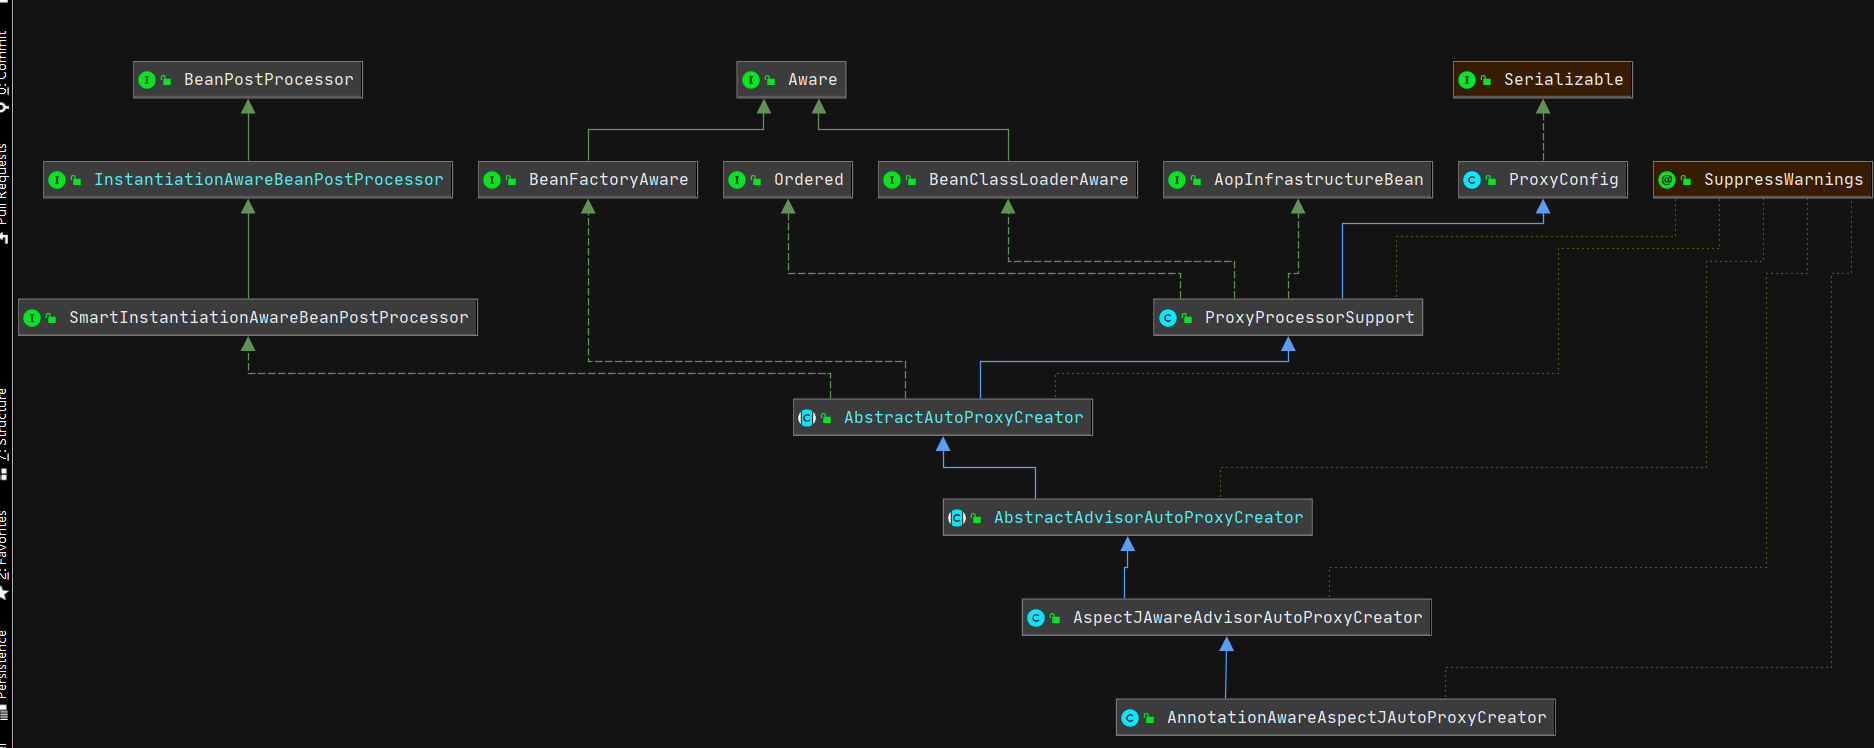 BeanPostProcessor
Aware
Serializable
InstantiationAwareBeanPostProcessor
BeanFactoryAware
Ordered
BeanClassLoaderAware
AopInfrastructureBean
ProxyConfig
SuppressWarnings
SmartInstantiationAwareBeanPostProcessor
ProxyProcessorSupport
AbstractAutoProxyCreator
AbstractAdvisorAutoProxyCreator
AspectJAwareAdvisorAutoProxyCreator
AnnotationAwareAspectJAutoProxyCreator
0: Commit
Pull Requests
7: Structure
2: Favorites
Persistence